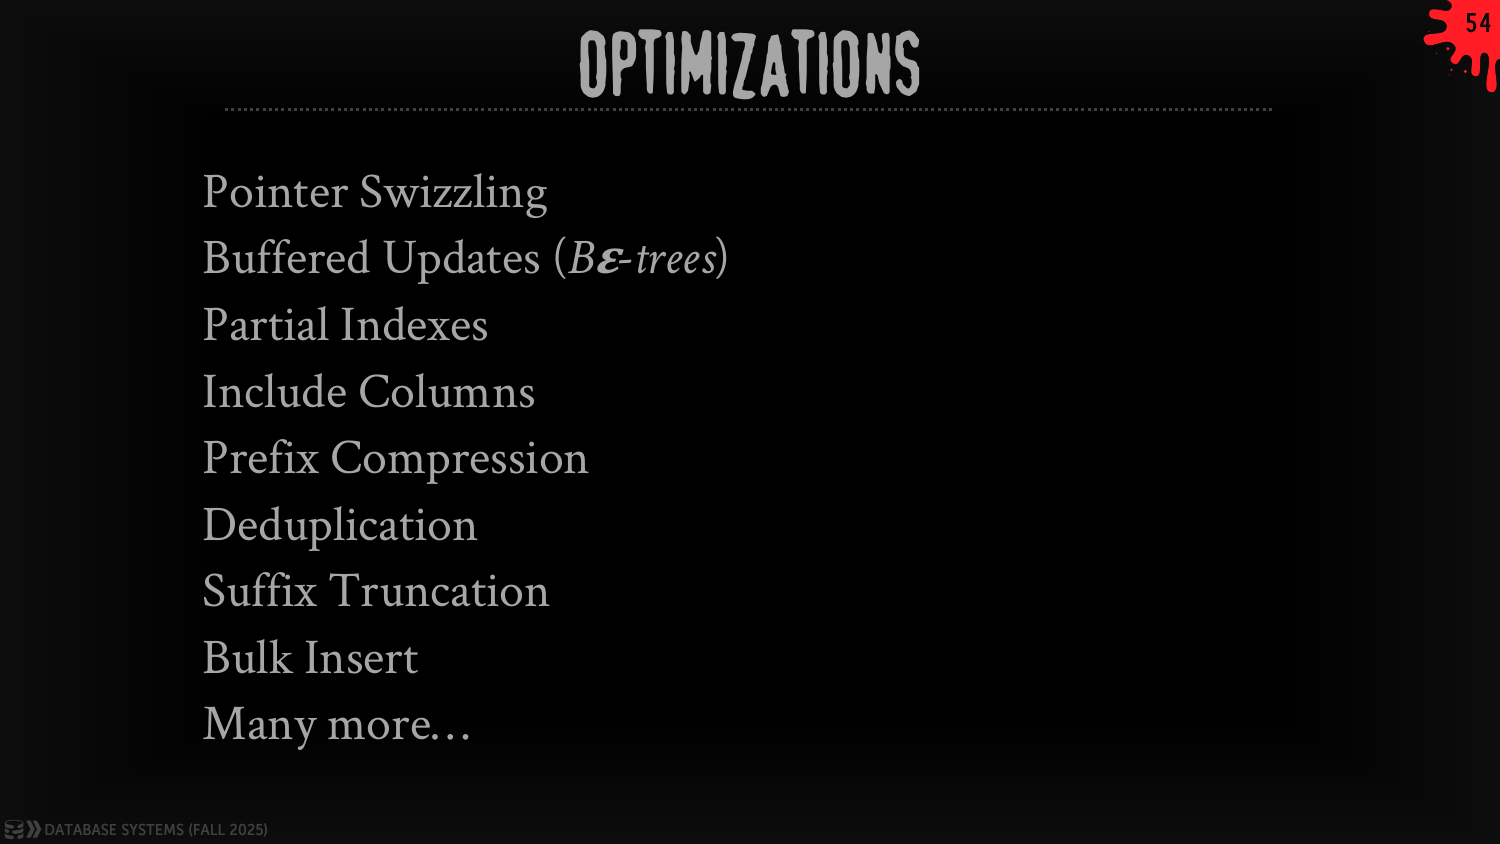 54
OPTIMIZATIONS
Pointer Swizzling
Buffered Updates (Bε-trees)
Partial Indexes
Include Columns
Prefix Compression
Deduplication
Suffix Truncation
Bulk Insert
Many more…
DATABASE SYSTEMS (FALL 2025)